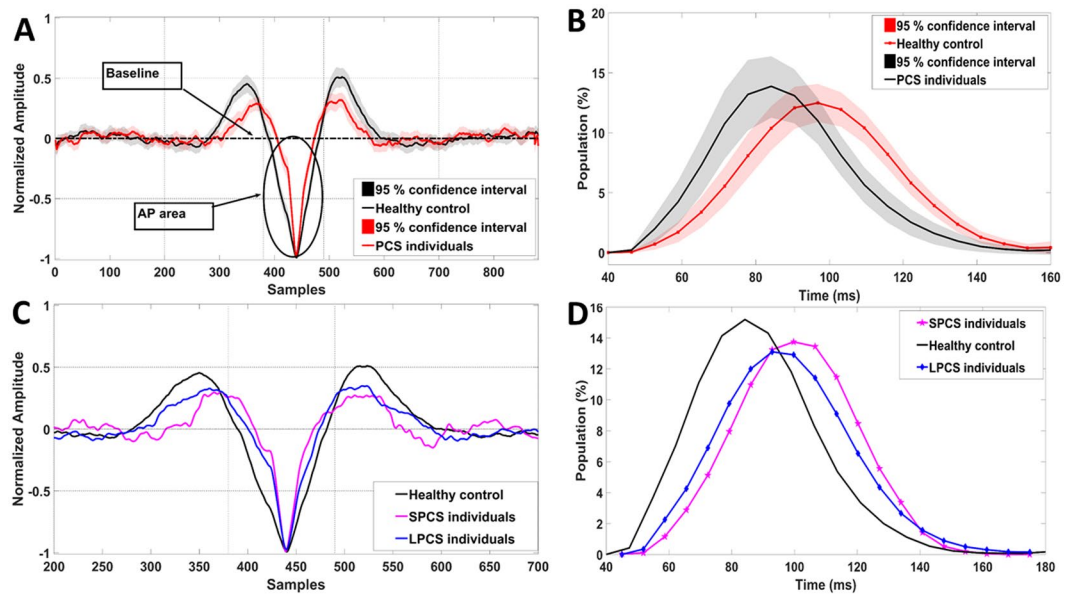 A
Normalized Amplitude
1
0.5
0
-0.5
-1
Baseline
AP area
95 % confidence interval
Healthy control
95 % confidence interval
PCS individuals
0 100 200 300 400 500 600 700 800
Samples
B
Population (%)
20
15
10
5
0
95 % confidence interval
Healthy control
95 % confidence interval
PCS individuals
40 60 80 100 120 140 160
Time (ms)
C
Normalized Amplitude
1
0.5
0
-0.5
-1
Healthy control
SPCS individuals
LPCS individuals
200 250 300 350 400 450 500 550 600 650 700
Samples
D
Population (%)
16
14
12
10
8
6
4
2
0
SPCS individuals
Healthy control
LPCS individuals
40 60 80 100 120 140 160 180
Time (ms)